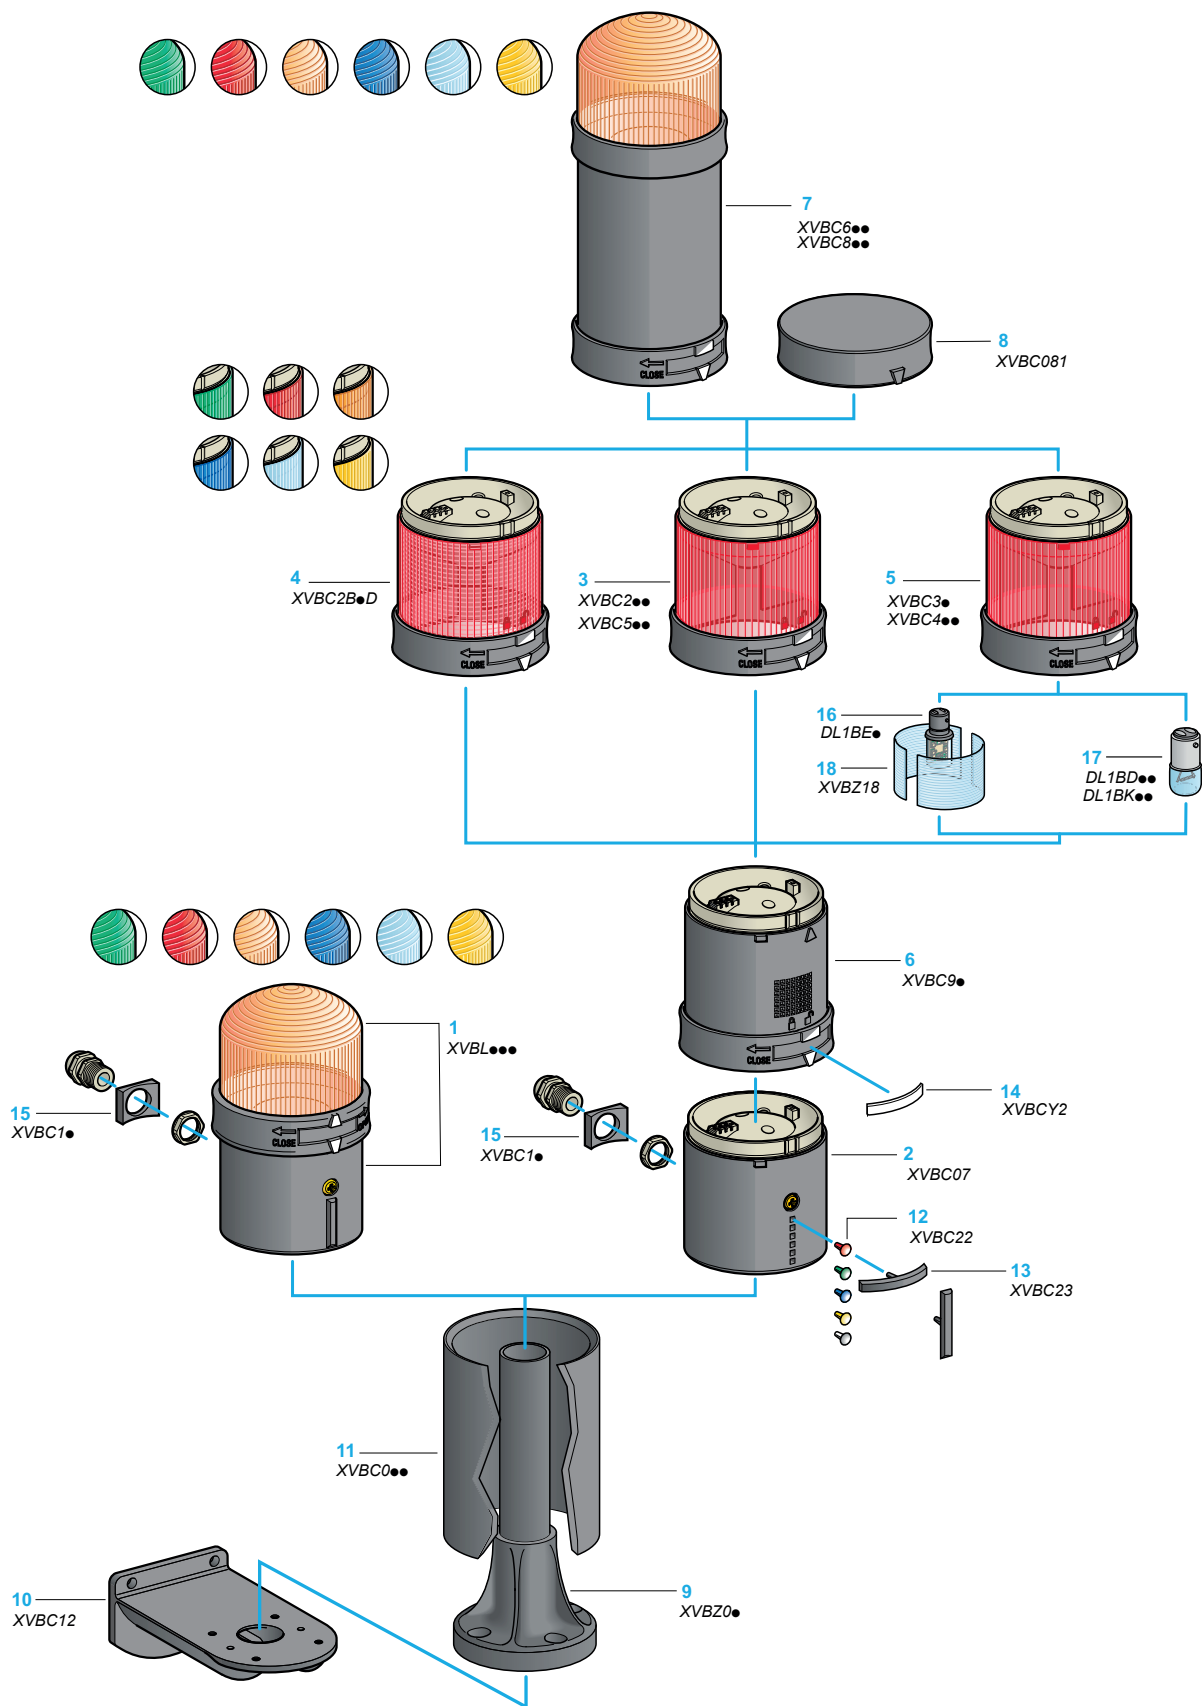 7
XVBC6●●
XVBC8●●
CLOSE
8
XVBC081
4
XVBC2B●D
CLOSE
3
XVBC2●●
XVBC5●●
CLOSE
5
XVBC3●
XVBC4●●
CLOSE
16
DL1BE●
18
XVBZ18
17
DL1BD●●
DL1BK●●
6
XVBC9●
CLOSE
1
XVBL●●●
CLOSE
15
XVBC1●
14
XVBCY2
15
XVBC1●
2
XVBC07
12
XVBC22
13
XVBC23
11
XVBC0●●
10
XVBC12
9
XVBZ0●